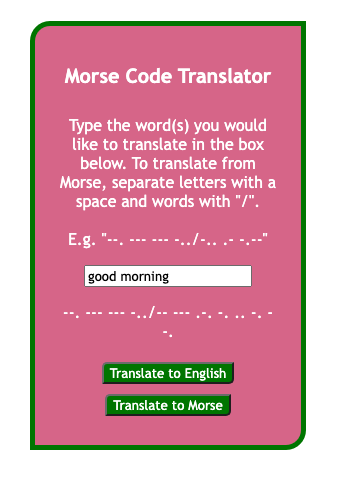 Morse Code Translator
Type the word(s) you would
like to translate in the box
below. To translate from
Morse, separate letters with a
space and words with "/".
E.g. "--. --- --- -../-.. .- -.--"
good morning
--. --- --- -../-- --- .-. -. .. -. -
-.
Translate to English
Translate to Morse